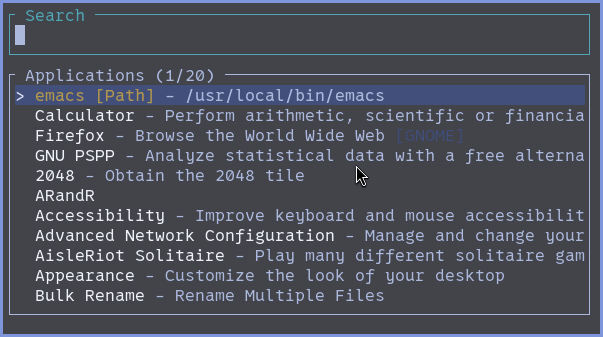 Search
Applications (1/20)
> emacs [Path] - /usr/local/bin/emacs
Calculator - Perform arithmetic, scientific or financia
Firefox - Browse the World Wide Web [GNOME]
GNU PSPP - Analyze statistical data with a free alterna
2048 - Obtain the 2048 tile
ARandR
Accessibility - Improve keyboard and mouse accessibilit
Advanced Network Configuration - Manage and change your
AisleRiot Solitaire - Play many different solitaire gam
Appearance - Customize the look of your desktop
Bulk Rename - Rename Multiple Files